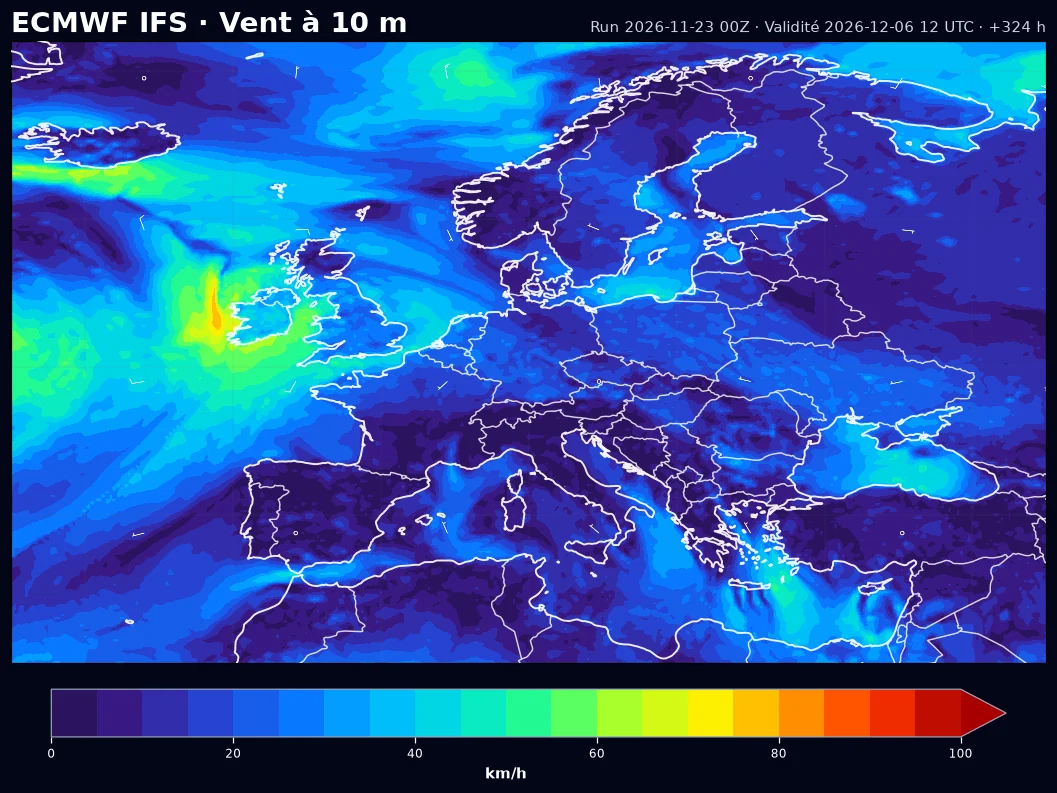 ECMWF IFS · Vent à 10 m
Run 2026-11-23 00Z · Validité 2026-12-06 12 UTC · +324 h
0 20 40 60 80 100
km/h